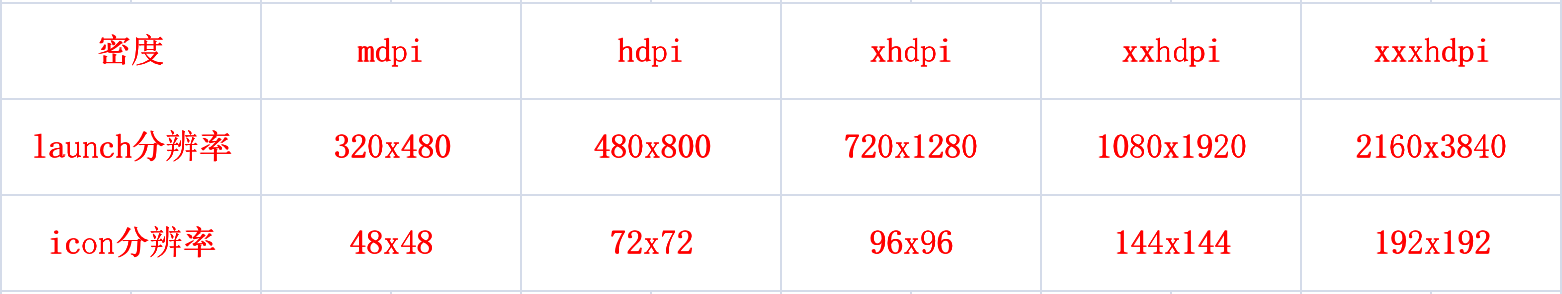 密度 mdpi hdpi xhdpi xxhdpi xxxhdpi
launch分辨率 320x480 480x800 720x1280 1080x1920 2160x3840
icon分辨率 48x48 72x72 96x96 144x144 192x192